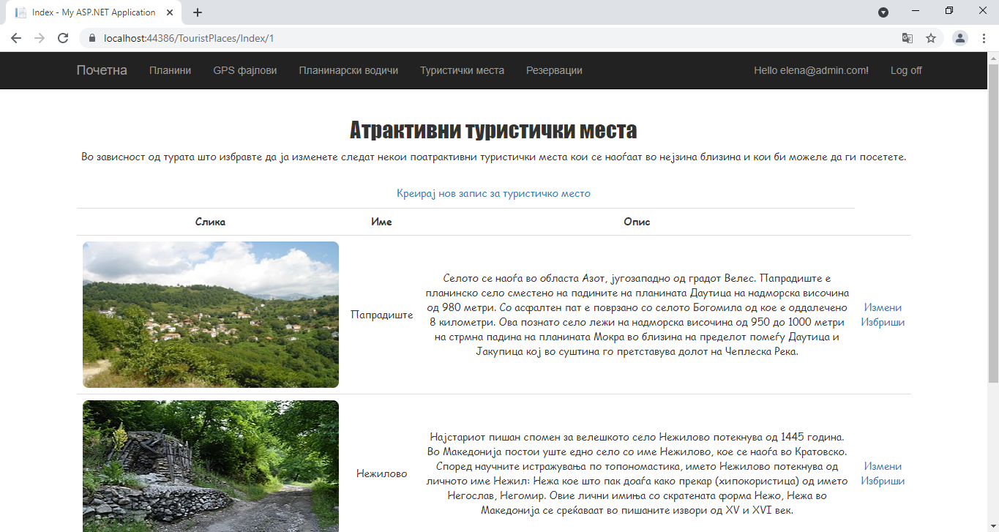 Index - My ASP.NET Application
localhost:44386/TouristPlaces/Index/1
Почетна Планини GPS фајлови Планинарски водичи Туристички места Резервации Hello elena@admin.com! Log off
Атрактивни туристички места
Во зависност од турата што избравте да ја измените следат некои поатрактивни туристички места кои се наоѓаат во нејзина близина и кои би можеле да ги посетете.
Креирај нов запис за туристичко место
Слика Име Опис
Селото се наоѓа во областа Азот, југозападно од градот Велес. Папрадиште е
планинско село сместено на падините на планината Даутица на надморска височина
од 980 метри. Со асфалтен пат е поврзано со селото Богомила од кое е оддалечено
8 километри. Ова познато село лежи на надморска височина од 950 до 1000 метри
на стрмна падина на планината Мокра во близина на пределот помеѓу Даутица и
Јакупица кој во суштина го претставува долот на Чеплеска Река.
Папрадиште
Измени
Избриши
Најстариот пишан спомен за велешкото село Нежилово потекнува од 1445 година.
Во Македонија постои уште едно село со име Нежилово, кое се наоѓа во Кратовско.
Според научните истражувања по топономастика, името Нежилово потекнува од
личното име Нежил: Нежа кое што пак доаѓа како прекар (хипокористица) од името
Негослав, Негомир. Овие лични имиња со скратената форма Нежо, Нежа во
Македонија се среќаваат во пишаните извори од XV и XVI век.
Нежилово
Измени
Избриши